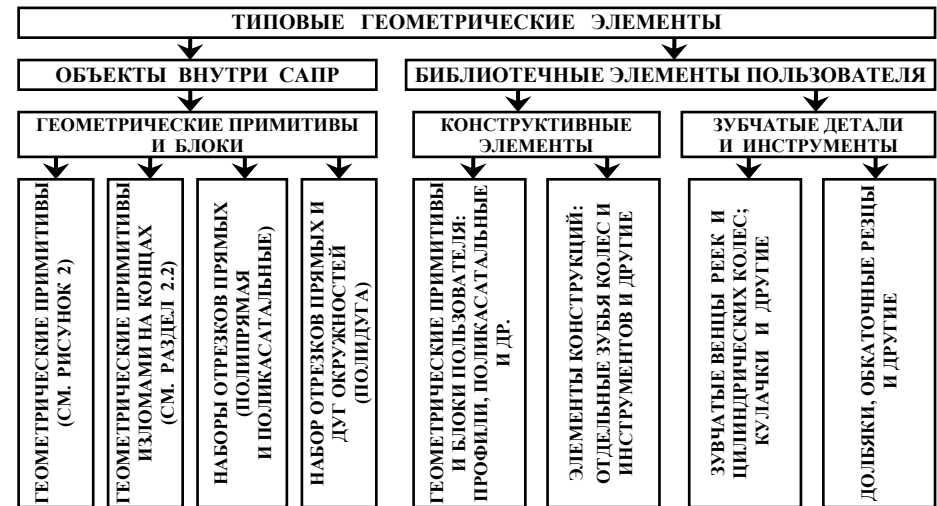 ТИПОВЫЕ ГЕОМЕТРИЧЕСКИЕ ЭЛЕМЕНТЫ
ОБЪЕКТЫ ВНУТРИ САПР
БИБЛИОТЕЧНЫЕ ЭЛЕМЕНТЫ ПОЛЬЗОВАТЕЛЯ
ГЕОМЕТРИЧЕСКИЕ ПРИМИТИВЫ
И БЛОКИ
КОНСТРУКТИВНЫЕ
ЭЛЕМЕНТЫ
ЗУБЧАТЫЕ ДЕТАЛИ
И ИНСТРУМЕНТЫ
ГЕОМЕТРИЧЕСКИЕ ПРИМИТИВЫ
(СМ. РИСУНОК 2)
ГЕОМЕТРИЧЕСКИЕ ПРИМИТИВЫ
ИЗЛОМАМИ НА КОНЦАХ
(СМ. РАЗДЕЛ 2.2)
НАБОРЫ ОТРЕЗКОВ ПРЯМЫХ
(ПОЛИПРЯМАЯ
И ПОЛИКАСАТАЛЬНЫЕ)
НАБОР ОТРЕЗКОВ ПРЯМЫХ И
ДУГ ОКРУЖНОСТЕЙ
(ПОЛИДУГА)
ГЕОМЕТРИЧЕСКИЕ ПРИМИТИВЫ
И БЛОКИ ПОЛЬЗОВАТЕЛЯ:
ПРОФИЛИ, ПОЛИКАСАТАЛЬНЫЕ
И ДР.
ЭЛЕМЕНТЫ КОНСТРУКЦИЙ:
ОТДЕЛЬНЫЕ ЗУБЬЯ КОЛЕС И
ИНСТРУМЕНТОВ И ДРУГИЕ
ЗУБЧАТЫЕ ВЕНЦЫ РЕЕК И
ЦИЛИНДРИЧЕСКИХ КОЛЕС;
КУЛАЧКИ И ДРУГИЕ
ДОЛБЯКИ, ОБКАТОЧНЫЕ РЕЗЦЫ
И ДРУГИЕ